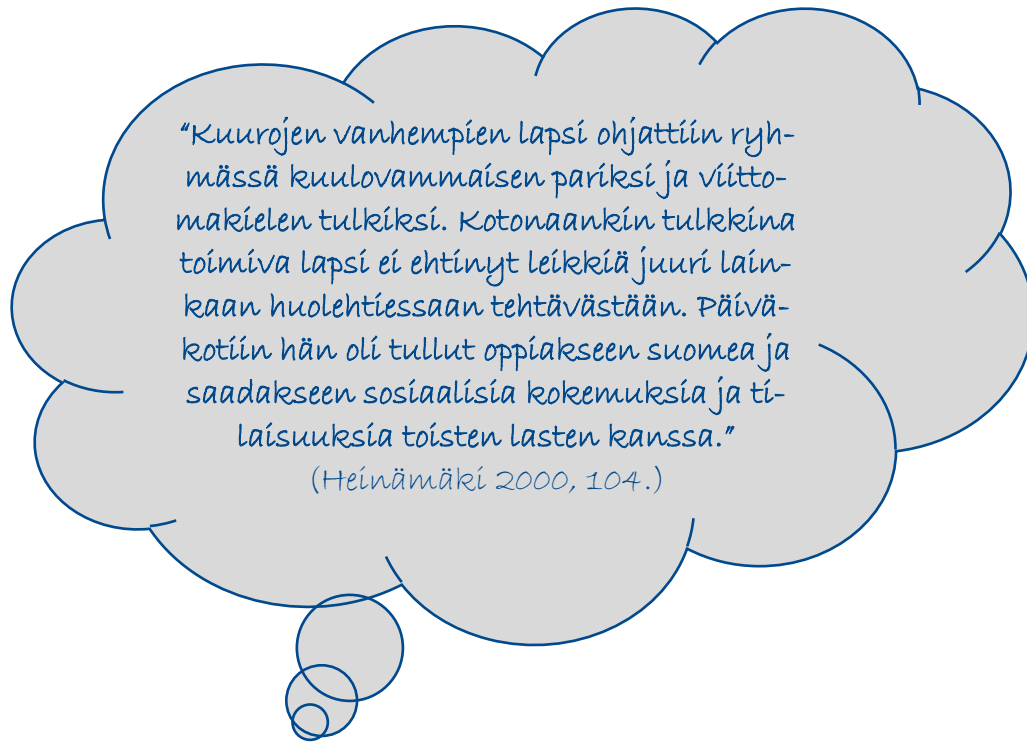 “Kuurojen vanhempien lapsi ohjattiin ryh-
mässä kuulovammaisen pariksi ja viitto-
makielen tulkiksi. Kotonaankin tulkkina
toimiva lapsi ei ehtinyt leikkiä juuri lain-
kaan huolehtiessaan tehtävästään. Päivä-
kotiin hän oli tullut oppiakseen suomea ja
saadakseen sosiaalisia kokemuksia ja ti-
laisuuksia toisten lasten kanssa.”
(Heinämäki 2000, 104.)